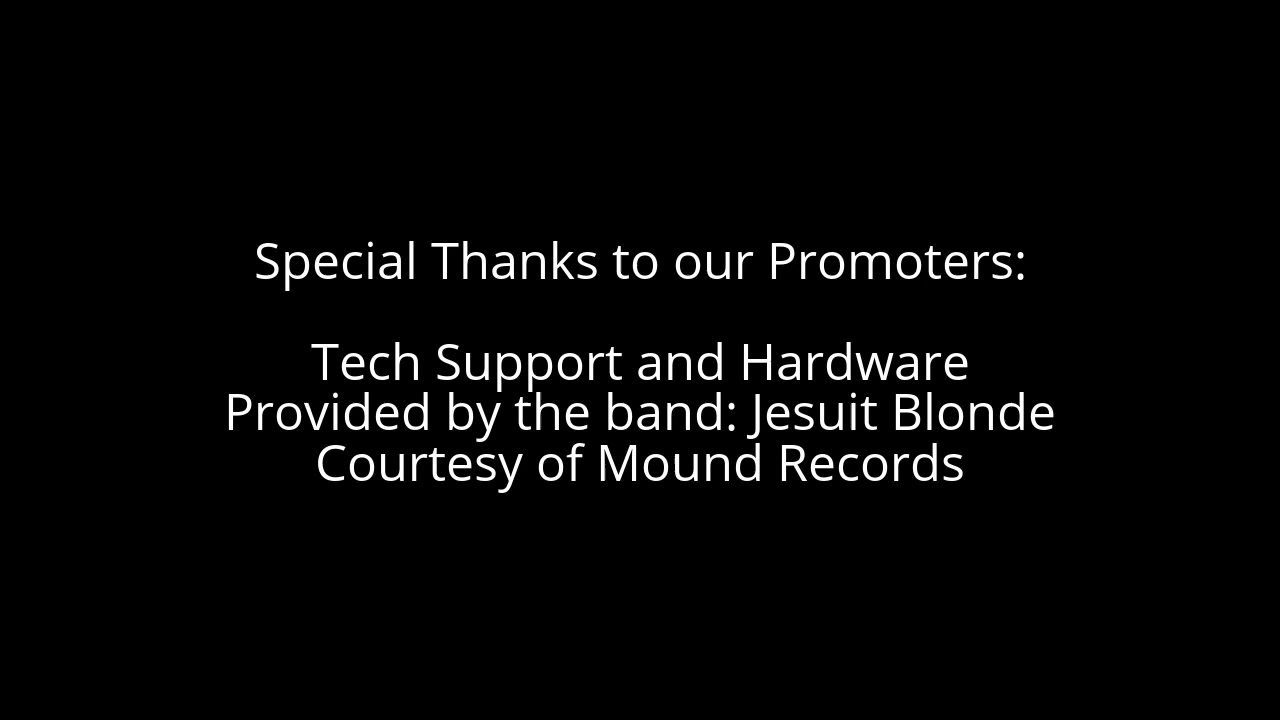 Special Thanks to our Promoters:
Tech Support and Hardware
Provided by the band: Jesuit Blonde
Courtesy of Mound Records